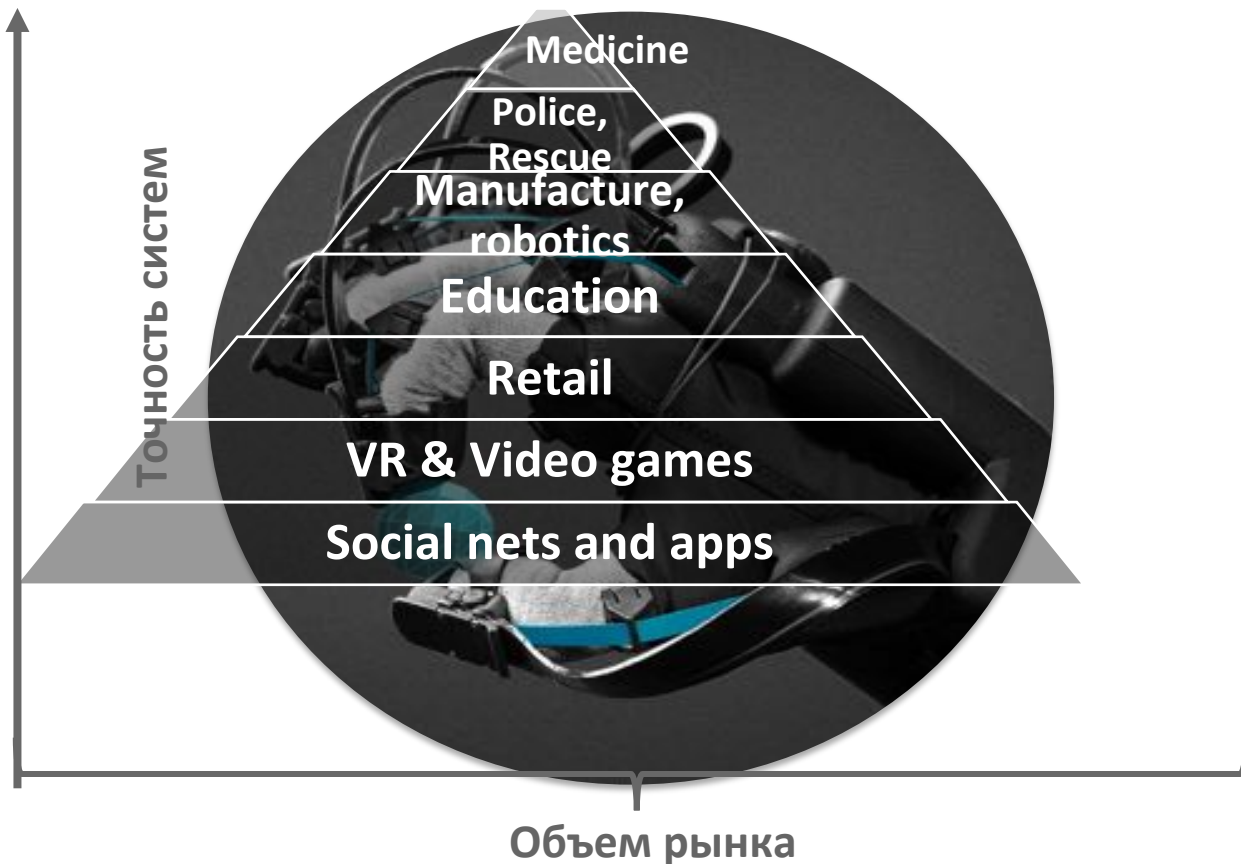 Medicine
Police,
Rescue
Manufacture,
robotics
Education
Retail
VR & Video games
Social nets and apps
Точность систем
Объем рынка